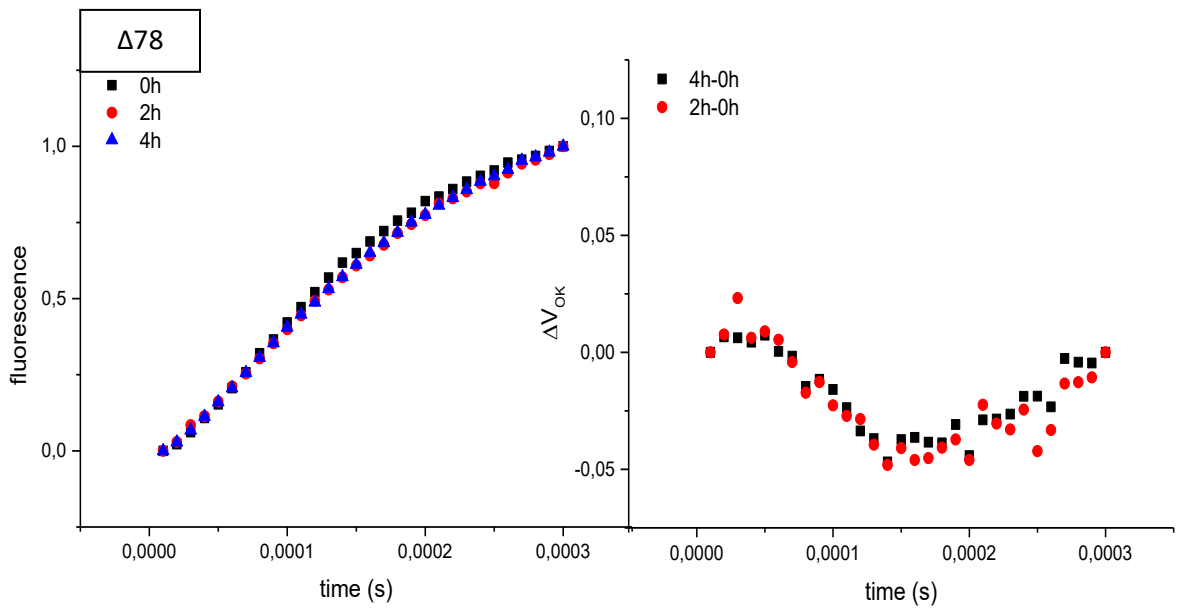 Δ78
0h
2h
4h
1,0
0,5
0,0
fluorescence
0,0000
0,0001
0,0002
0,0003
time (s)
4h-0h
2h-0h
0,10
0,05
0,00
-0,05
ΔV_OK
0,0000
0,0001
0,0002
0,0003
time (s)